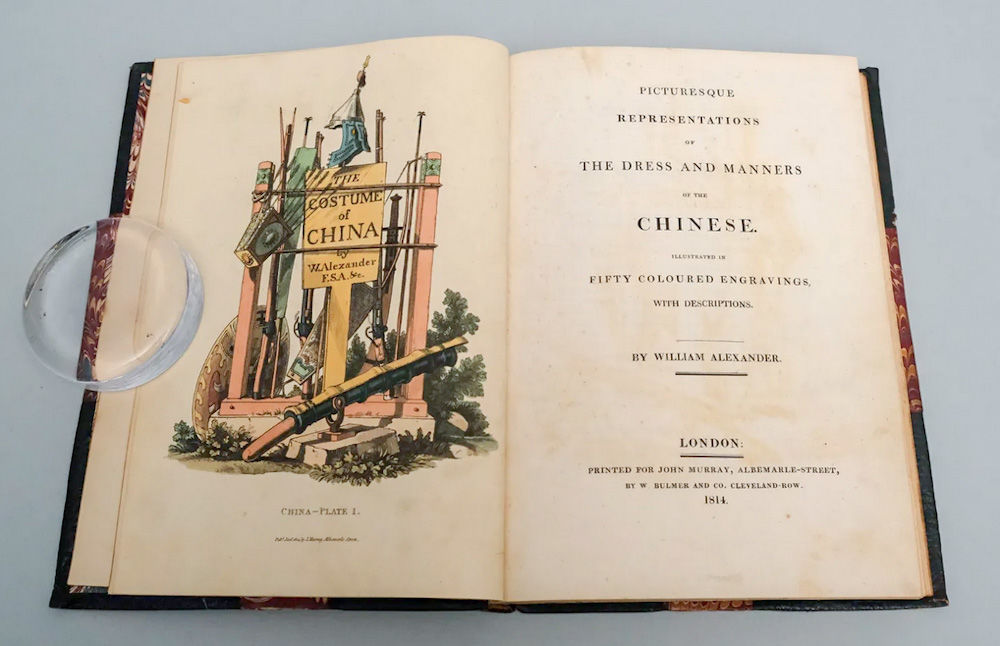 THE
COSTUME
of
CHINA
by
W. Alexander
F.S.A. &c.
CHINA—PLATE 1.
PICTURESQUE
REPRESENTATIONS
OF
THE DRESS AND MANNERS
OF THE
CHINESE.
ILLUSTRATED IN
FIFTY COLOURED ENGRAVINGS,
WITH DESCRIPTIONS.
BY WILLIAM ALEXANDER.
LONDON:
PRINTED FOR JOHN MURRAY, ALBEMARLE-STREET,
BY W BULMER AND CO. CLEVELAND-ROW.
1814.